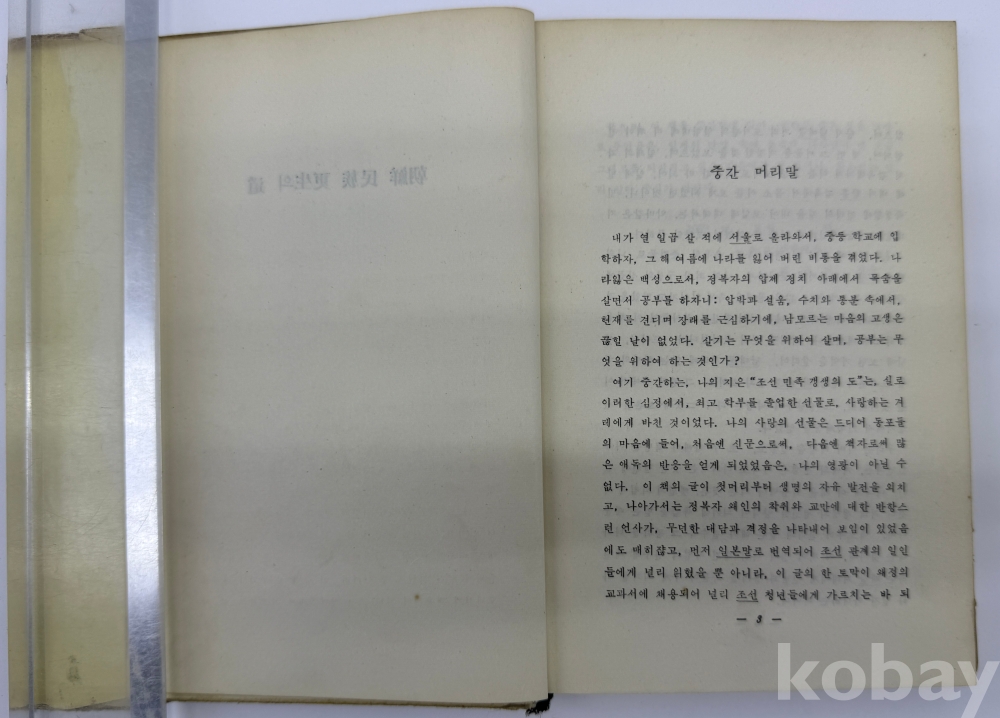 중간 머리말
내가 열 일곱 살 적에 서울로 올라와서, 중등 학교에 입
학하자, 그 해 여름에 나라를 잃어 버린 비통을 겪었다. 나
라잃은 백성으로서, 정복자의 압제 정치 아래에서 목숨을
살면서 공부를 하자니: 압박과 설움, 수치와 통분 속에서,
현재를 견디며 장래를 근심하기에, 남모르는 마음의 고생은
끊힐 날이 없었다. 살기는 무엇을 위하여 살며, 공부는 무
엇을 위하여 하는 것인가?
여기 중간하는, 나의 지은 “조선 민족 갱생의 도”는, 실로
이러한 심정에서, 최고 학부를 졸업한 선물로, 사랑하는 겨
레에게 바친 것이었다. 나의 사랑의 선물은 드디어 동포들
의 마음에 들어, 처음엔 신문으로써, 다음엔 책자로써 많
은 애독의 반응을 얻게 되었었음은, 나의 영광이 아닐 수
없다. 이 책의 글이 첫머리부터 생명의 자유 발전을 외치
고, 나아가서는 정복자 왜인의 착취와 교만에 대한 반항스
런 언사가, 무던한 대담과 격정을 나타내어 보임이 있었음
에도 매히잖고, 먼저 일본말로 번역되어 조선 관계의 일인
들에게 널리 읽혔을 뿐 아니라, 이 글의 한 토막이 왜정의
교과서에 채용되어 널리 조선 청년들에게 가르치는 바 되
— 3 —
kobay